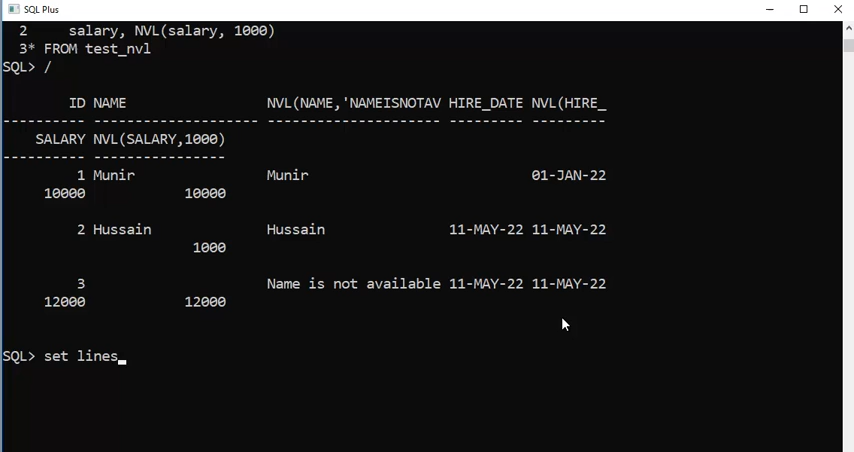 SQL Plus
2 salary, NVL(salary, 1000)
3* FROM test_nvl
SQL> /
ID NAME NVL(NAME,'NAMEISNOTAV HIRE_DATE NVL(HIRE_
---------- -------------------- --------------------- --------- ---------
SALARY NVL(SALARY,1000)
---------- ----------------
1 Munir Munir 01-JAN-22
10000 10000
2 Hussain Hussain 11-MAY-22 11-MAY-22
1000
3 Name is not available 11-MAY-22 11-MAY-22
12000 12000
SQL> set lines